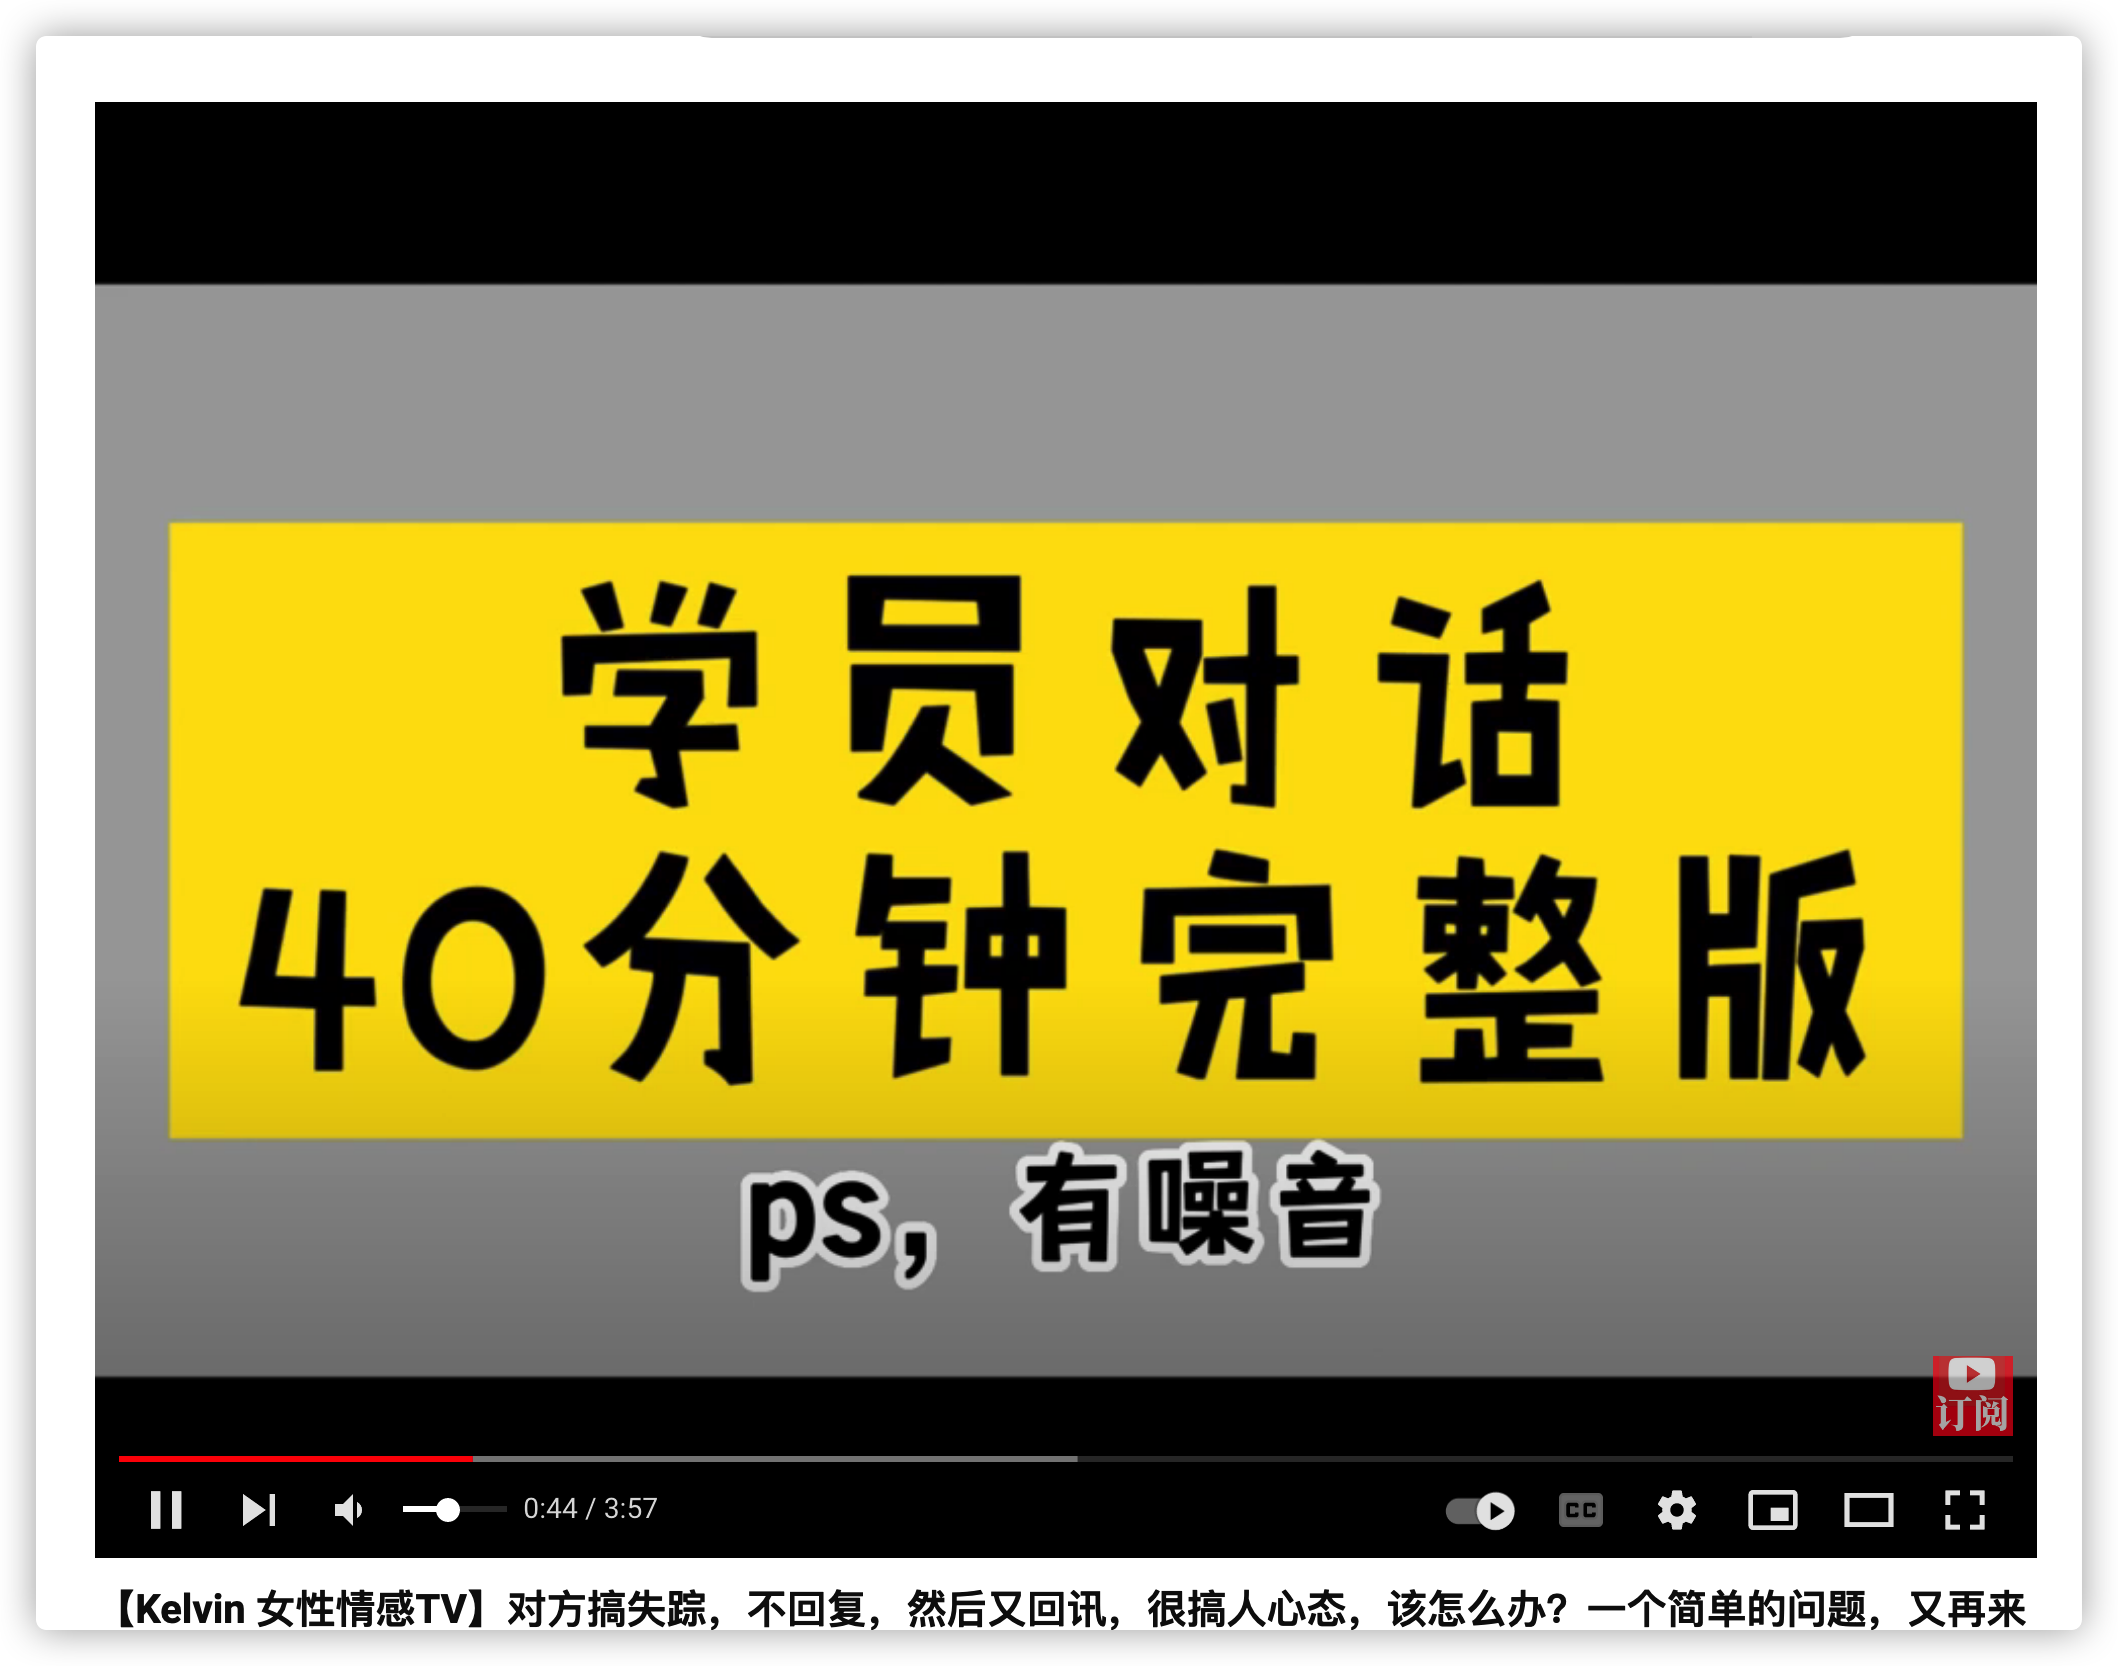 学员对话
40分钟完整版
ps，有噪音
订阅
0:44 / 3:57
CC
【Kelvin 女性情感TV】对方搞失踪，不回复，然后又回讯，很搞人心态，该怎么办？一个简单的问题，又再来